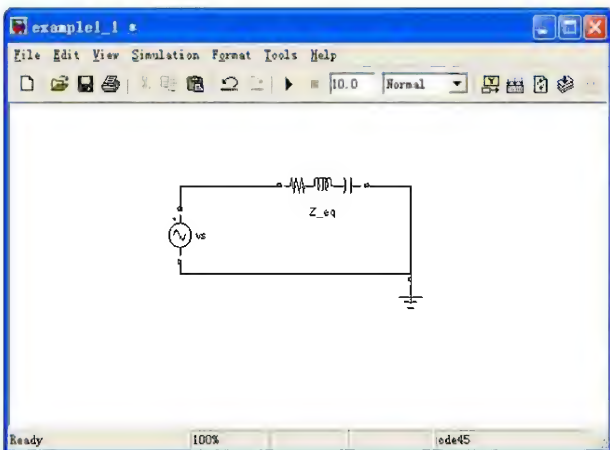 example1_1 *
File Edit View Simulation Format Tools Help
10.0 Normal
Z_eq
vs
Ready 100% ode45